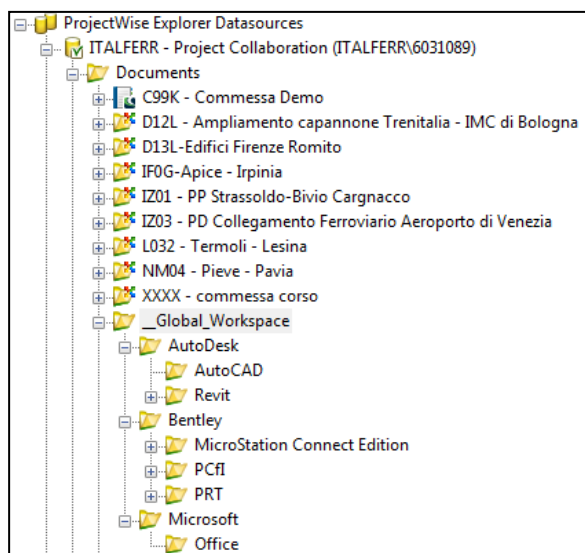 ProjectWise Explorer Datasources
ITALFERR - Project Collaboration (ITALFERR\6031089)
Documents
C99K - Commessa Demo
D12L - Ampliamento capannone Trenitalia - IMC di Bologna
D13L-Edifici Firenze Romito
IF0G-Apice - Irpinia
IZ01 - PP Strassoldo-Bivio Cargnacco
IZ03 - PD Collegamento Ferroviario Aeroporto di Venezia
L032 - Termoli - Lesina
NM04 - Pieve - Pavia
XXXX - commessa corso
__Global_Workspace
AutoDesk
AutoCAD
Revit
Bentley
MicroStation Connect Edition
PCfI
PRT
Microsoft
Office